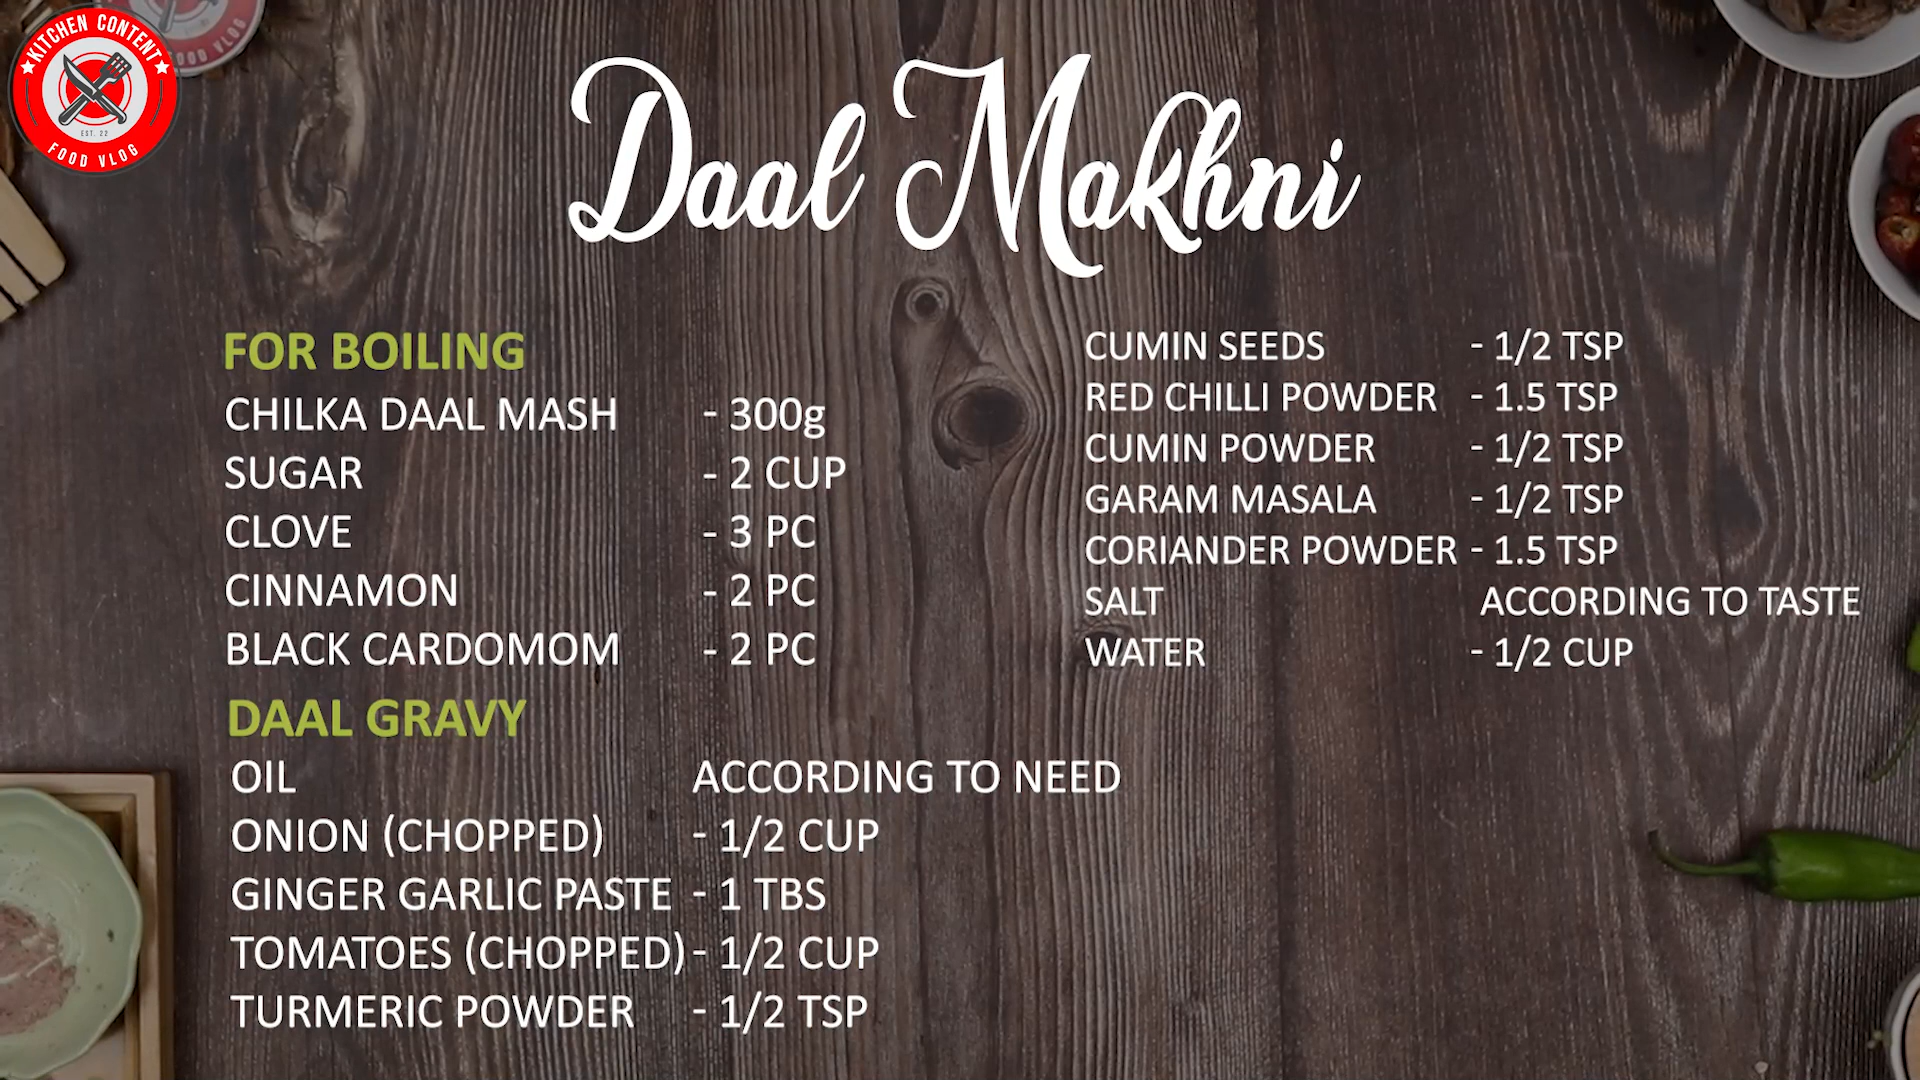 KITCHEN CONTENT
EST. 22
FOOD VLOG
FOOD VLOG
Daal Makhni
FOR BOILING
CHILKA DAAL MASH - 300g
SUGAR - 2 CUP
CLOVE - 3 PC
CINNAMON - 2 PC
BLACK CARDOMOM - 2 PC
DAAL GRAVY
OIL ACCORDING TO NEED
ONION (CHOPPED) - 1/2 CUP
GINGER GARLIC PASTE - 1 TBS
TOMATOES (CHOPPED) - 1/2 CUP
TURMERIC POWDER - 1/2 TSP
CUMIN SEEDS - 1/2 TSP
RED CHILLI POWDER - 1.5 TSP
CUMIN POWDER - 1/2 TSP
GARAM MASALA - 1/2 TSP
CORIANDER POWDER - 1.5 TSP
SALT ACCORDING TO TASTE
WATER - 1/2 CUP